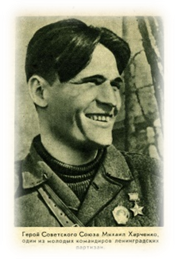 Герой Советского Союза Михаил Харченко,
один из молодых командиров ленинградских
партизан.